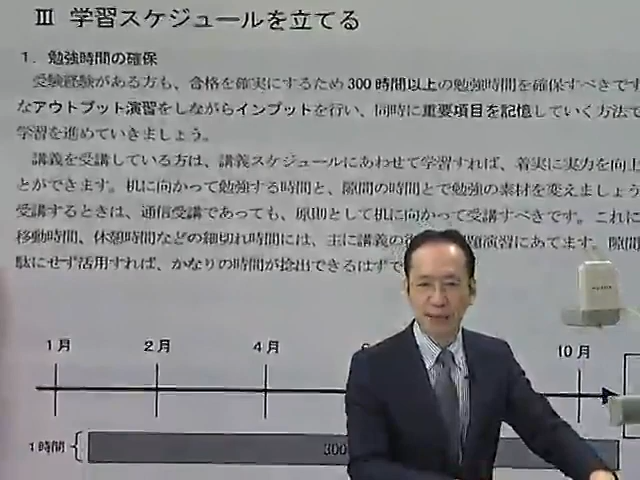 Ⅲ 学習スケジュールを立てる
1. 勉強時間の確保
受験経験がある方も、合格を確実にするため300時間以上の勉強時間を確保すべきです
なアウトプット演習をしながらインプットを行い、同時に重要項目を記憶していく方法で
学習を進めていきましょう。
講義を受講している方は、講義スケジュールにあわせて学習すれば、着実に実力を向上
とができます。机に向かって勉強する時間と、隙間の時間とで勉強の素材を変えましょう
受講するときは、通信受講であっても、原則として机に向かって受講すべきです。これに
移動時間、休憩時間などの細切れ時間には、主に講義の 題演習にあてます。隙間
駄にせず活用すれば、かなりの時間が捻出できるはずで
1月 2月 4月 10月
1時間 300